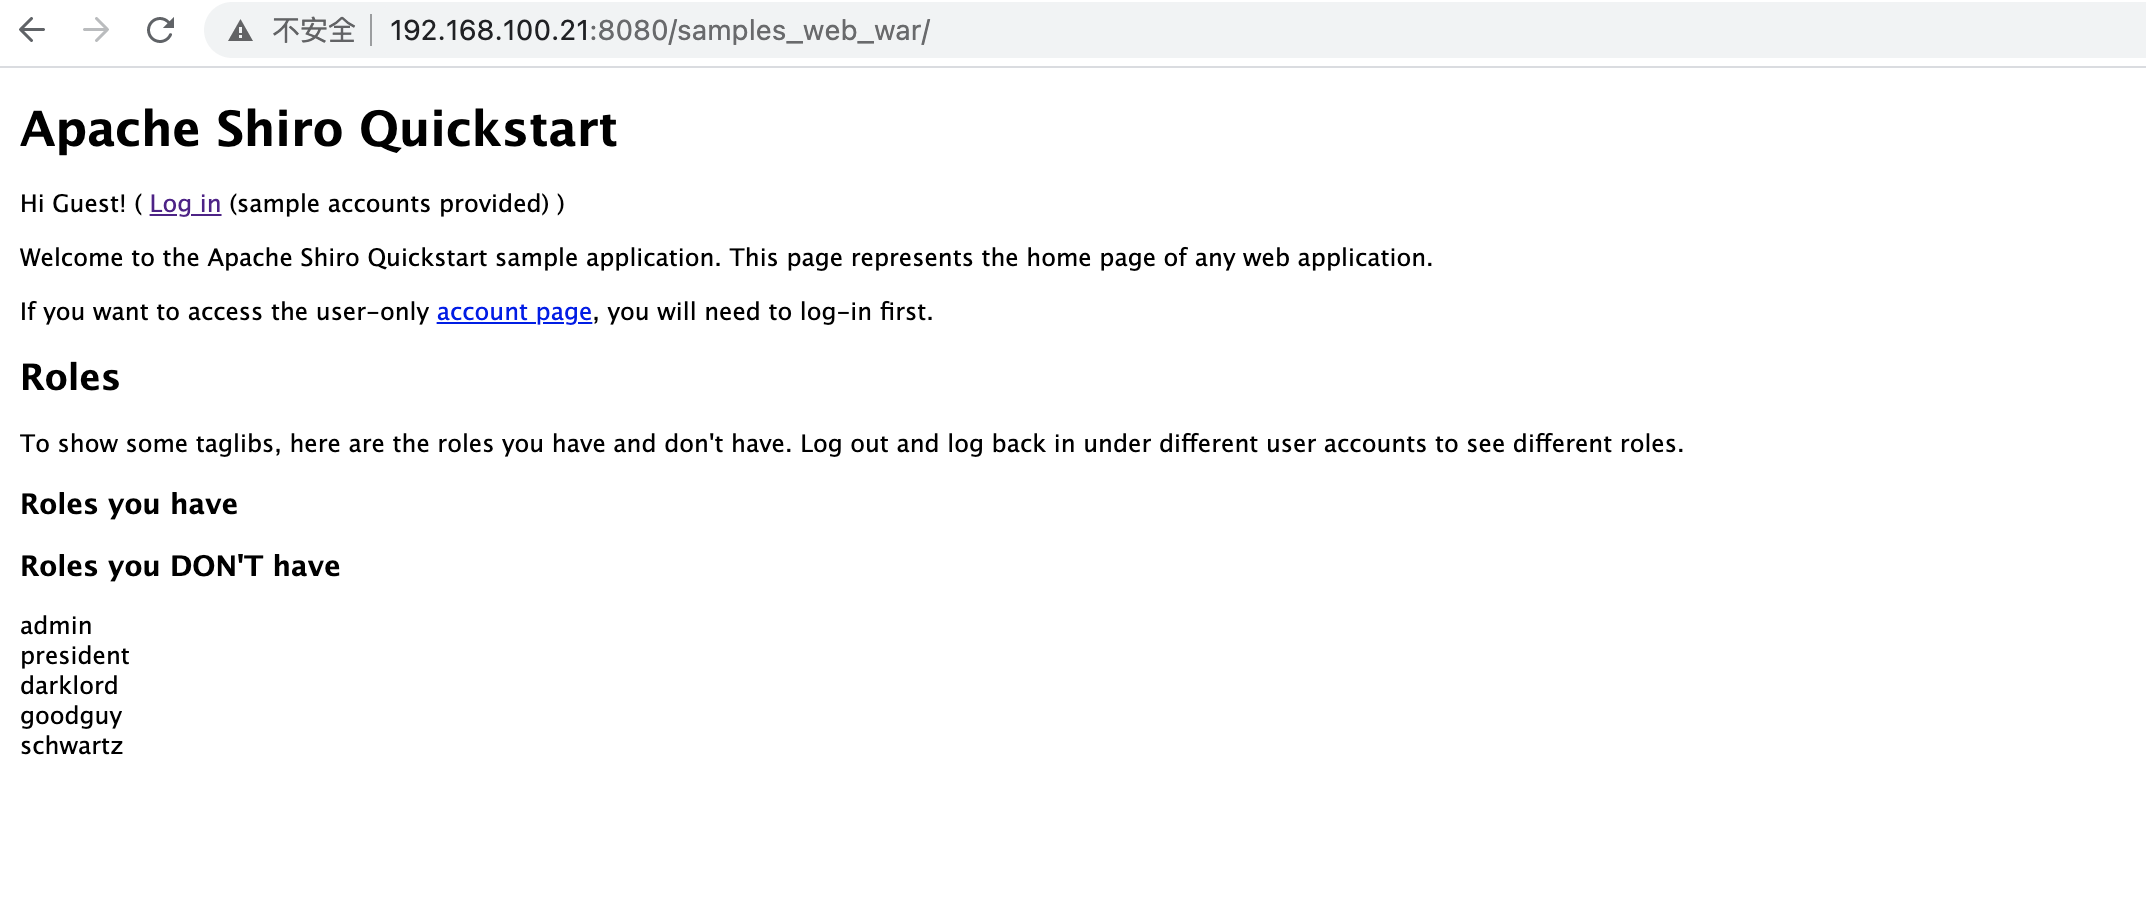 不安全 192.168.100.21:8080/samples_web_war/
Apache Shiro Quickstart
Hi Guest! ( Log in (sample accounts provided) )
Welcome to the Apache Shiro Quickstart sample application. This page represents the home page of any web application.
If you want to access the user-only account page, you will need to log-in first.
Roles
To show some taglibs, here are the roles you have and don't have. Log out and log back in under different user accounts to see different roles.
Roles you have
Roles you DON'T have
admin
president
darklord
goodguy
schwartz